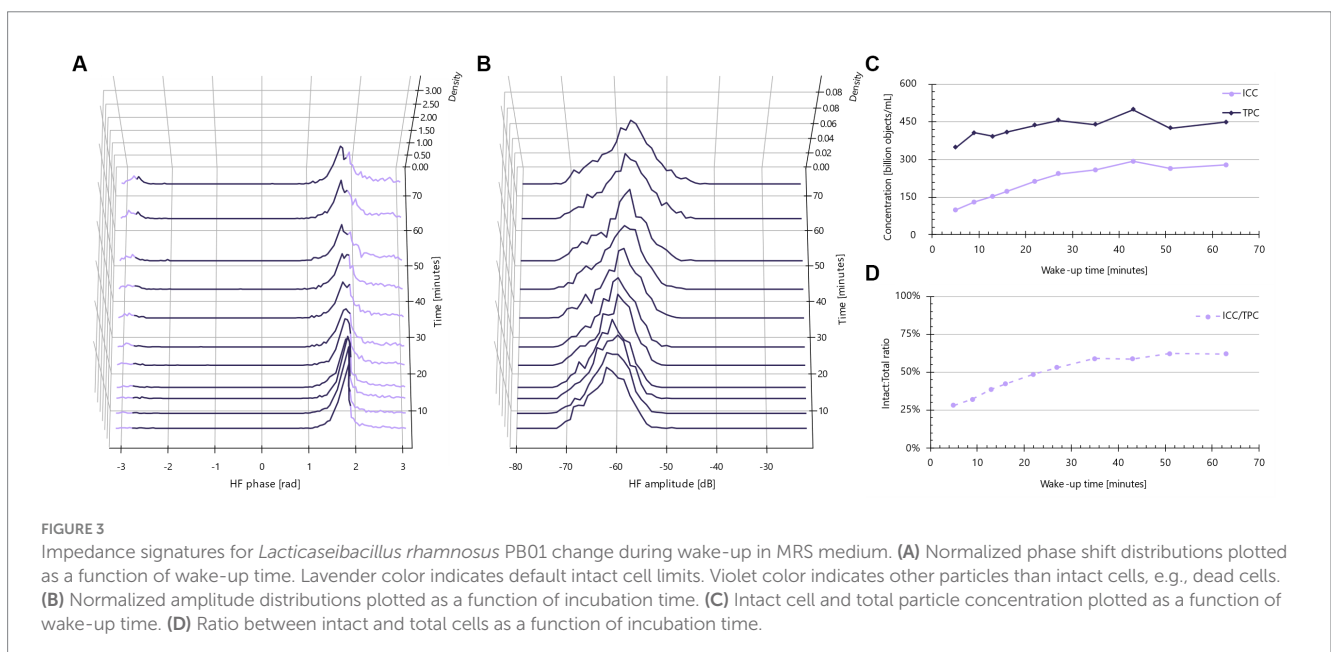 A
3.00
2.50
2.00
1.50
1.00
0.50
0.00
Density
70
60
50
40
30
20
10
Time [minutes]
-3 -2 -1 0 1 2 3
HF phase [rad]
B
0.08
0.08
0.06
0.04
0.02
0.00
Density
70
60
50
40
30
20
10
Time [minutes]
-80 -70 -60 -50 -40 -30
HF amplitude [dB]
C
600
450
300
150
0
Concentration [billion objects/mL]
ICC
TPC
0 10 20 30 40 50 60 70
Wake-up time [minutes]
D
100%
75%
50%
25%
0%
Intact:Total ratio
ICC/TPC
0 10 20 30 40 50 60 70
Wake-up time [minutes]
FIGURE 3
Impedance signatures for Lacticaseibacillus rhamnosus PB01 change during wake-up in MRS medium. (A) Normalized phase shift distributions plotted
as a function of wake-up time. Lavender color indicates default intact cell limits. Violet color indicates other particles than intact cells, e.g., dead cells.
(B) Normalized amplitude distributions plotted as a function of incubation time. (C) Intact cell and total particle concentration plotted as a function of
wake-up time. (D) Ratio between intact and total cells as a function of incubation time.